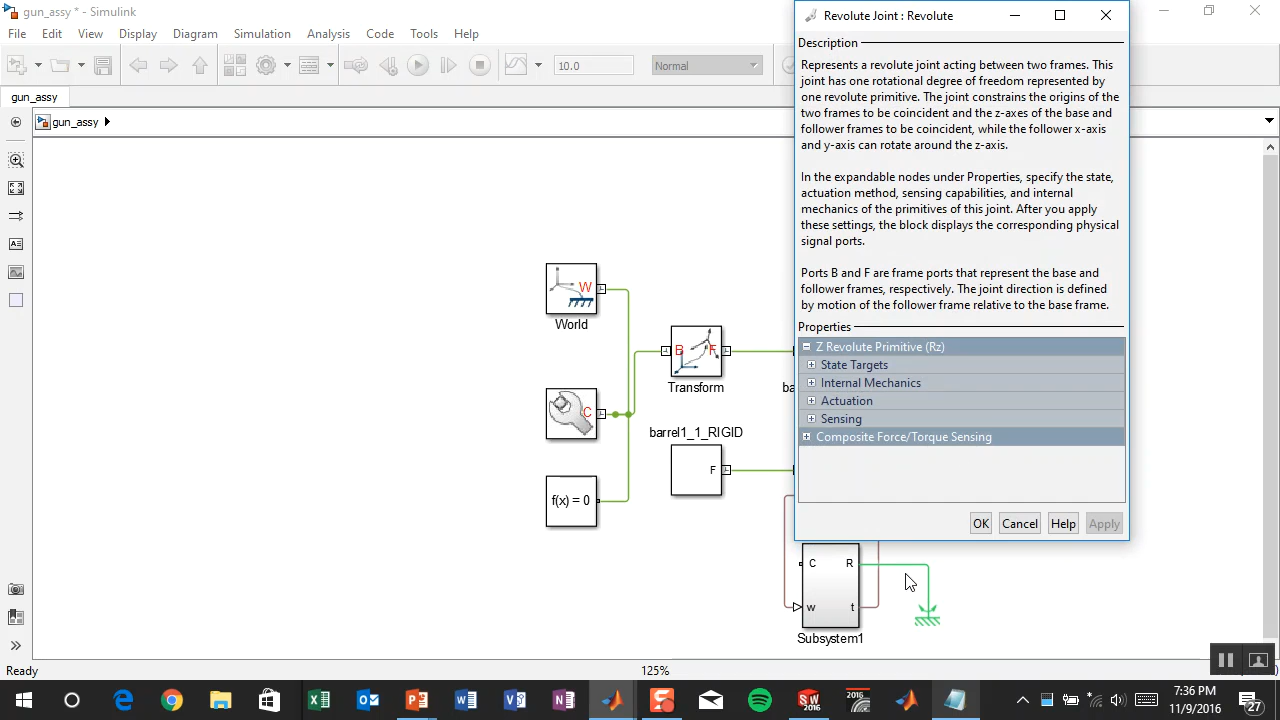 gun_assy * - Simulink
File Edit View Display Diagram Simulation Analysis Code Tools Help
10.0
Normal
gun_assy
gun_assy
World
W
B
F
Transform
C
barrel1_1_RIGID
F
f(x) = 0
ba
C
R
w
t
Subsystem1
Revolute Joint : Revolute
Description
Represents a revolute joint acting between two frames. This
joint has one rotational degree of freedom represented by
one revolute primitive. The joint constrains the origins of the
two frames to be coincident and the z-axes of the base and
follower frames to be coincident, while the follower x-axis
and y-axis can rotate around the z-axis.
In the expandable nodes under Properties, specify the state,
actuation method, sensing capabilities, and internal
mechanics of the primitives of this joint. After you apply
these settings, the block displays the corresponding physical
signal ports.
Ports B and F are frame ports that represent the base and
follower frames, respectively. The joint direction is defined
by motion of the follower frame relative to the base frame.
Properties
Z Revolute Primitive (Rz)
State Targets
Internal Mechanics
Actuation
Sensing
Composite Force/Torque Sensing
OK Cancel Help Apply
Ready
125%
7:36 PM
11/9/2016
27